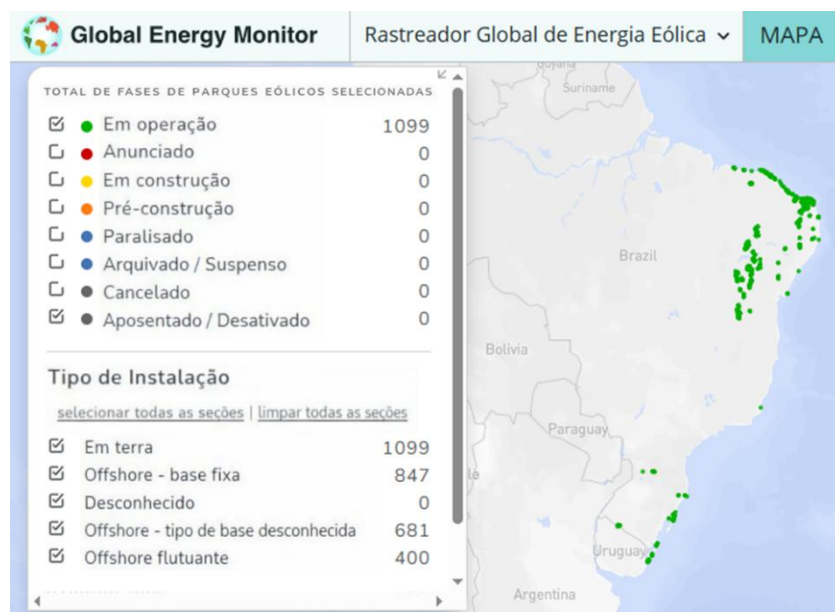 Global Energy Monitor
Rastreador Global de Energia Eólica
MAPA
TOTAL DE FASES DE PARQUES EÓLICOS SELECIONADAS
Em operação 1099
Anunciado 0
Em construção 0
Pré-construção 0
Paralisado 0
Arquivado / Suspenso 0
Cancelado 0
Aposentado / Desativado 0
Tipo de Instalação
selecionar todas as seções | limpar todas as seções
Em terra 1099
Offshore - base fixa 847
Desconhecido 0
Offshore - tipo de base desconhecida 681
Offshore flutuante 400
Guyana
Suriname
Brazil
Bolivia
Paraguay
Uruguay
Argentina